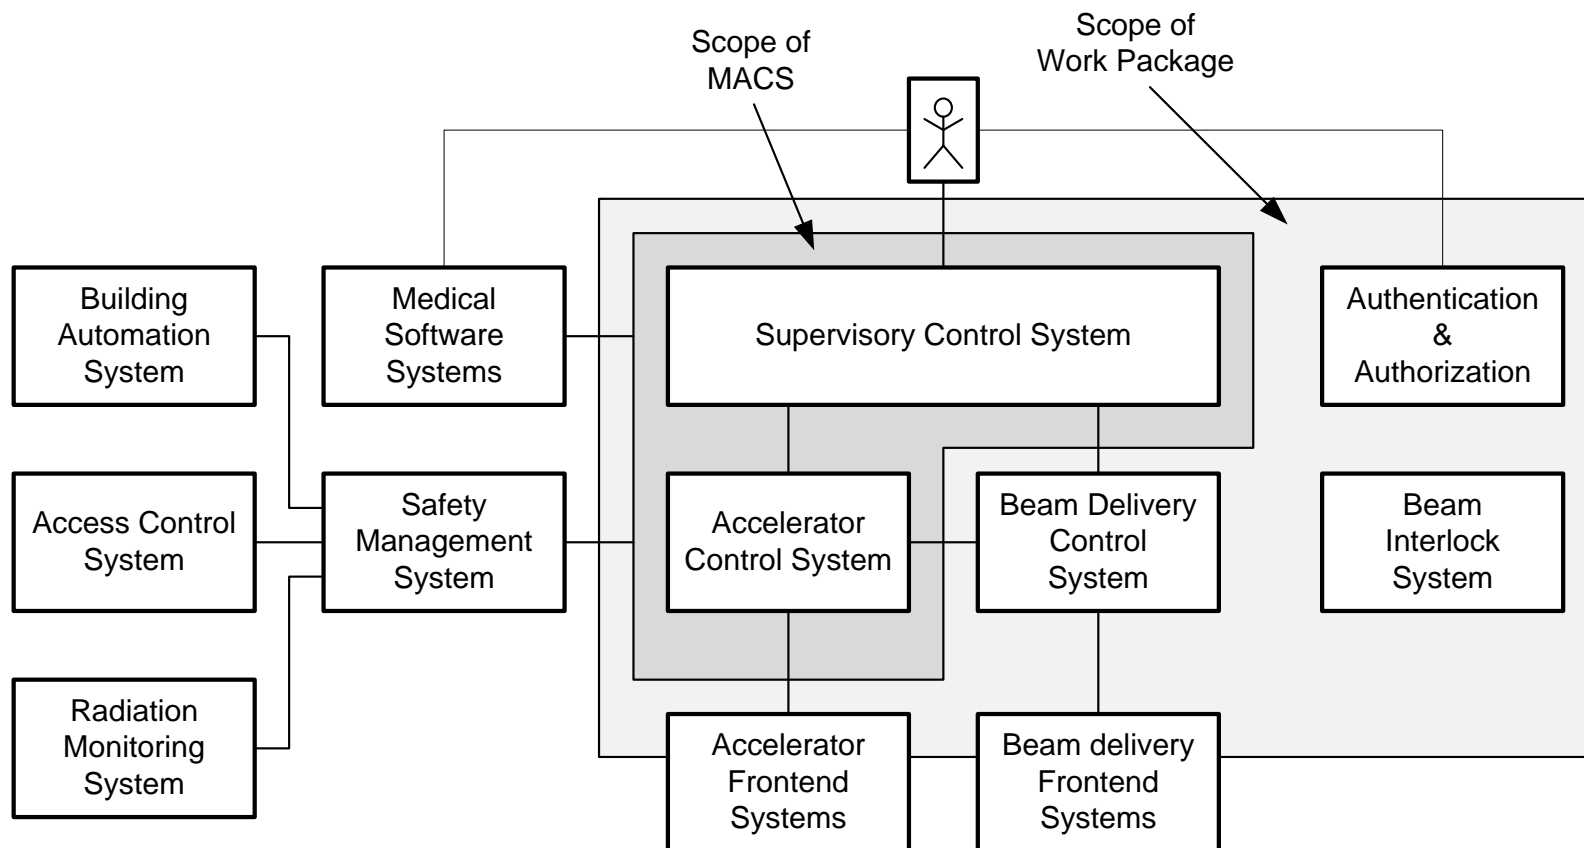 Scope of
MACS
Scope of
Work Package
Building
Automation
System
Medical
Software
Systems
Supervisory Control System
Authentication
&
Authorization
Access Control
System
Safety
Management
System
Accelerator
Control System
Beam Delivery
Control
System
Beam
Interlock
System
Radiation
Monitoring
System
Accelerator
Frontend
Systems
Beam delivery
Frontend
Systems